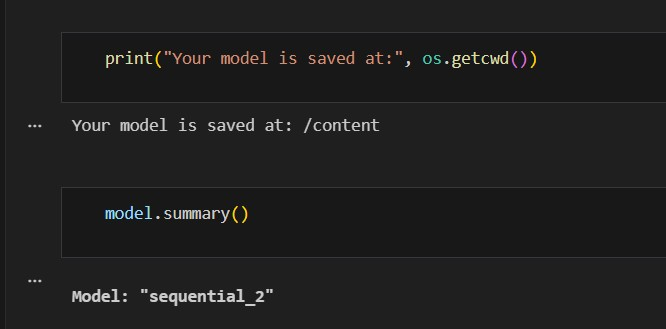 print("Your model is saved at:", os.getcwd())
... Your model is saved at: /content
model.summary()
...
Model: "sequential_2"